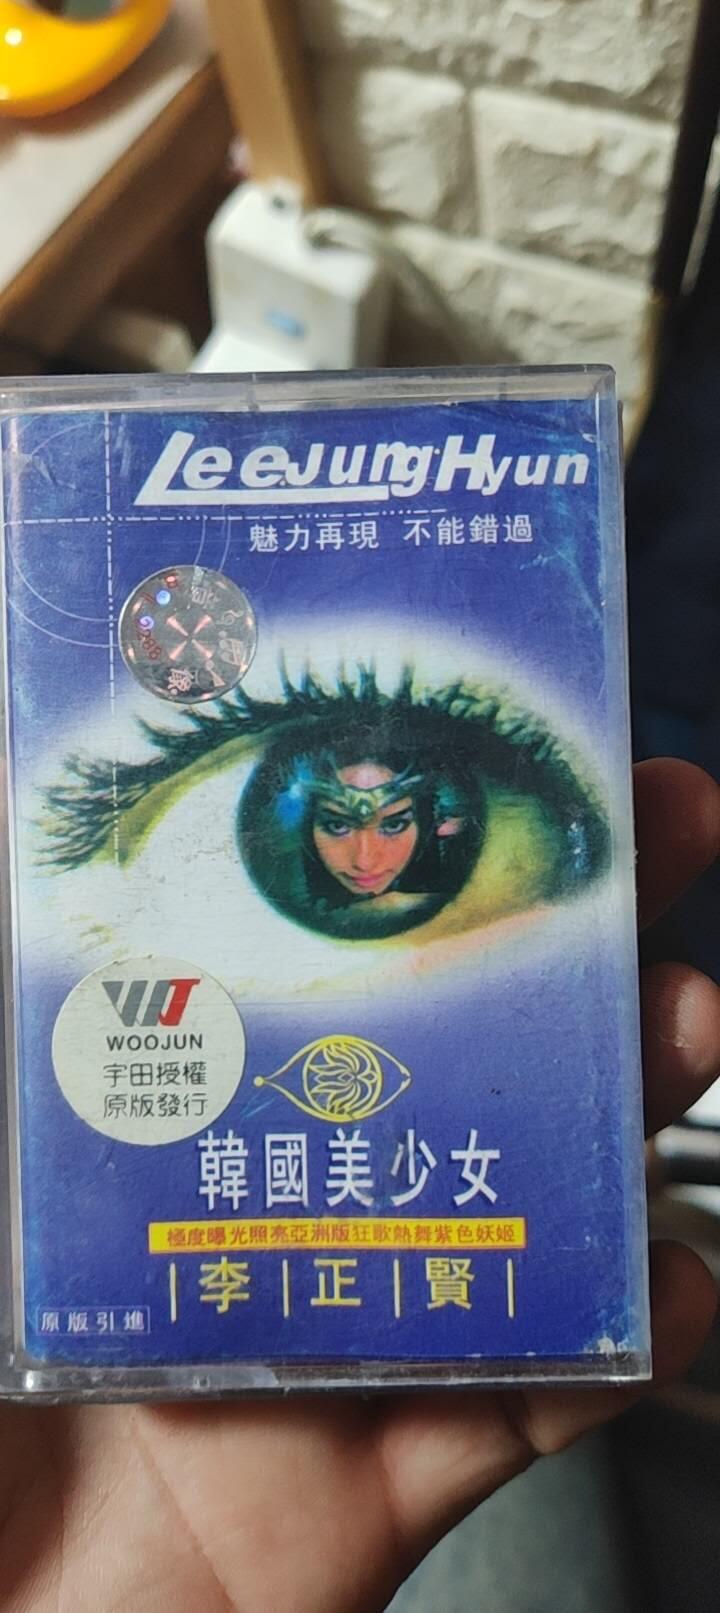 LeeJungHyun
魅力再現 不能錯過
WJ
WOOJUN
宇田授權
原版發行
韓國美少女
極度曝光照亮亞洲版狂歌熱舞紫色妖姬
李|正|賢
原版引進